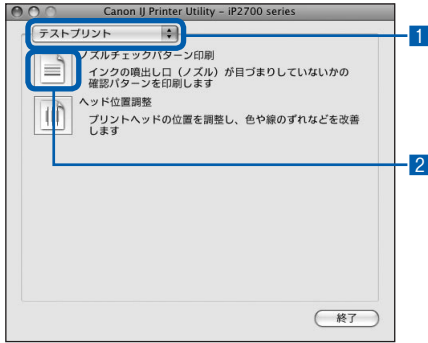 Canon IJ Printer Utility – iP2700 series
テストプリント
1
ノズルチェックパターン印刷
インクの噴出し口（ノズル）が目づまりしていないかの
確認パターンを印刷します
ヘッド位置調整
プリントヘッドの位置を調整し、色や線のずれなどを改善
します
2
終了